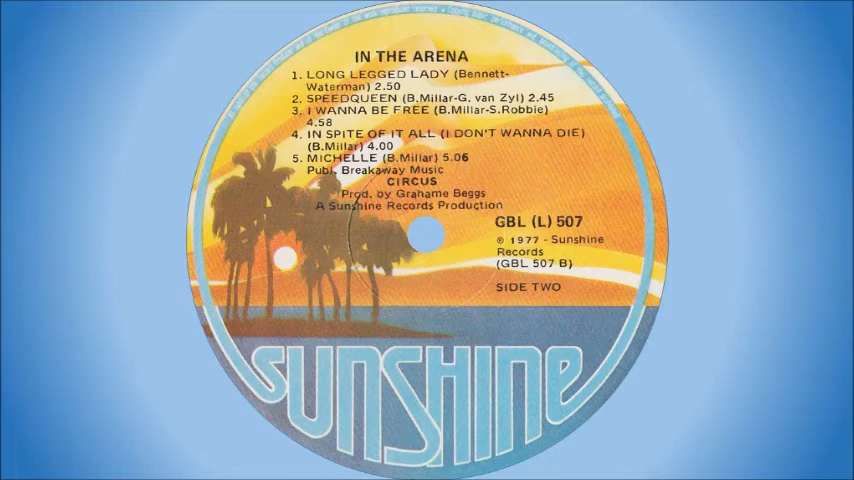 IN THE ARENA
1. LONG LEGGED LADY (Bennett-
Waterman) 2.50
2. SPEEDQUEEN (B.Millar-G. van Zyl) 2.45
3. I WANNA BE FREE (B.Millar-S.Robbie)
4.58
4. IN SPITE OF IT ALL (I DON'T WANNA DIE)
(B.Millar) 4.00
5. MICHELLE (B.Millar) 5.06
Publ. Breakaway Music
CIRCUS
Prod. by Grahame Beggs
A Sunshine Records Production
GBL (L) 507
℗ 1977 - Sunshine
Records
(GBL 507 B)
SIDE TWO
SUNSHINE